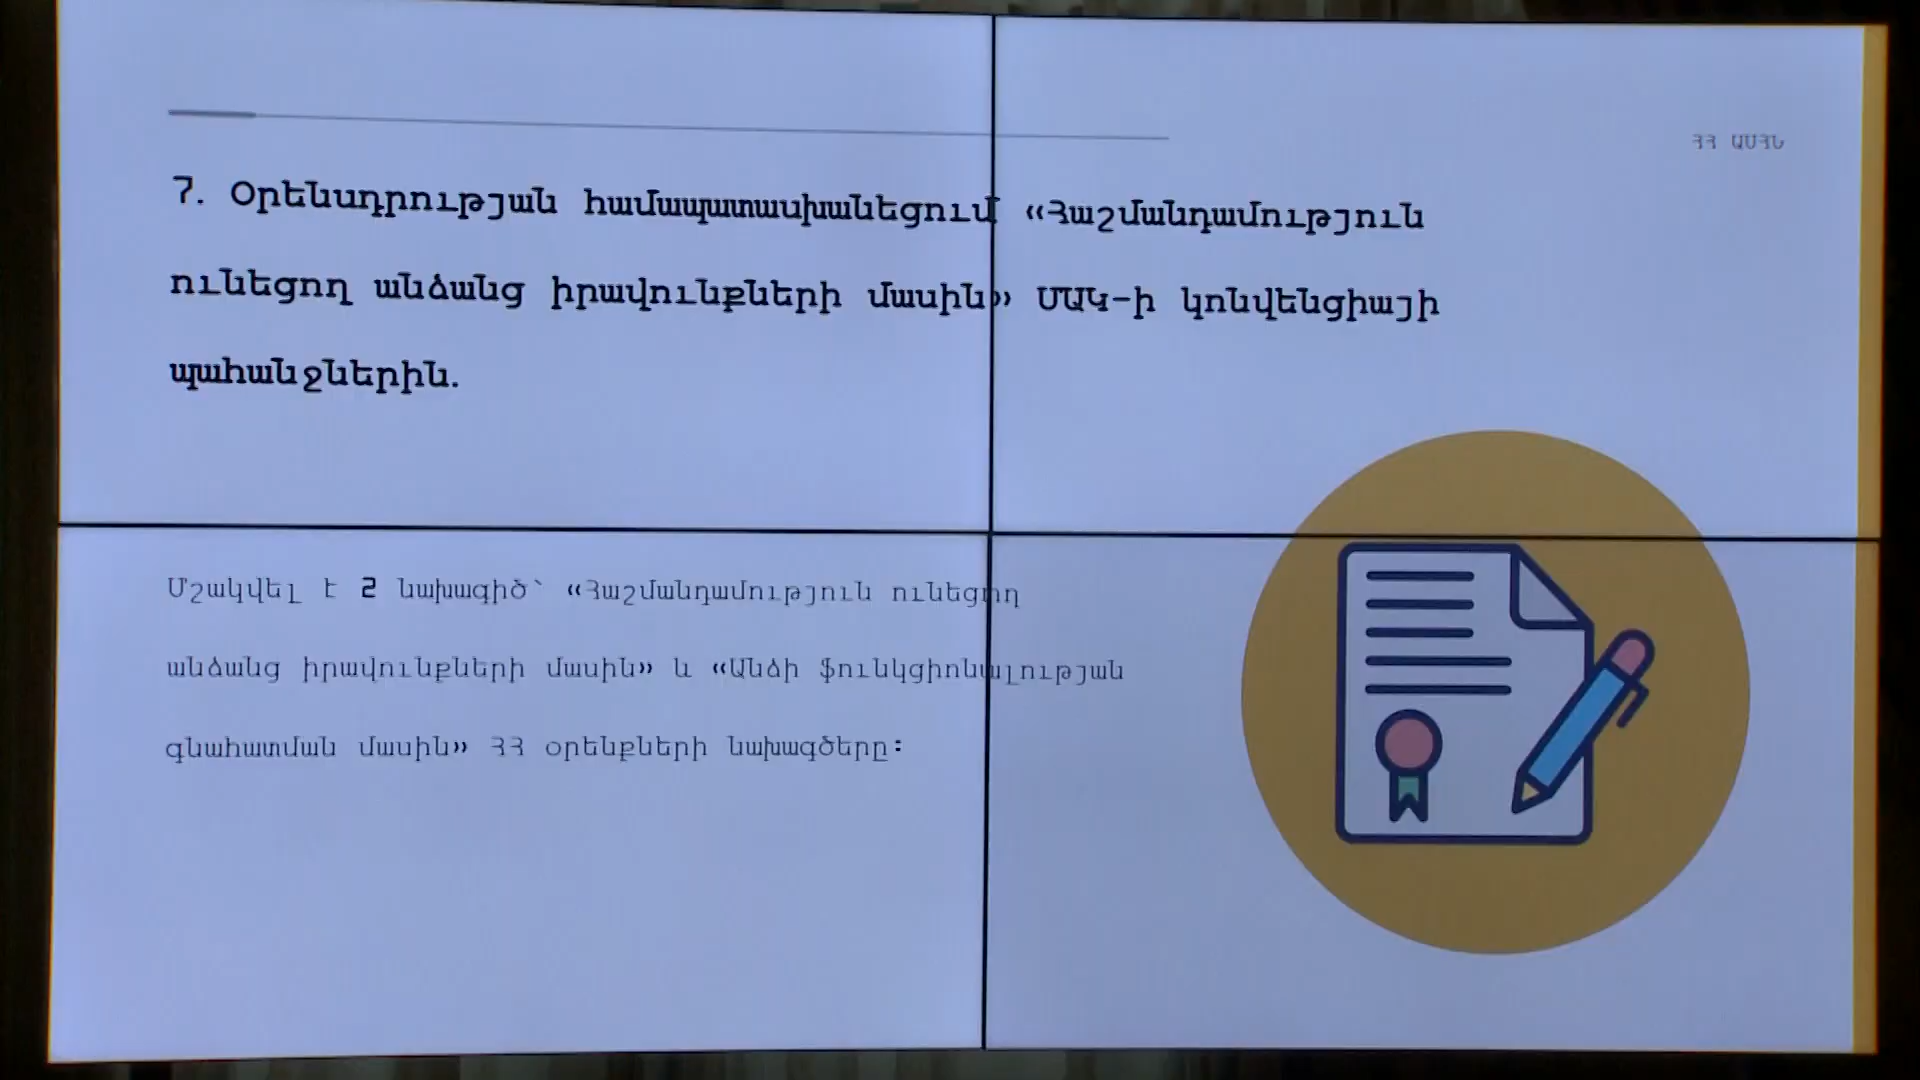 ՀՀ ԱՍՀՆ
7. Օրենսդրության համապատասխանեցում «Հաշմանդամություն
ունեցող անձանց իրավունքների մասին» ՄԱԿ-ի կոնվենցիայի
պահանջներին.
Մշակվել է 2 նախագիծ՝ «Հաշմանդամություն ունեցող
անձանց իրավունքների մասին» և «Անձի ֆունկցիոնալության
գնահատման մասին» ՀՀ օրենքների նախագծերը: